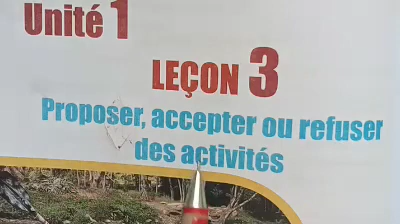 Unité 1
LEÇON 3
Proposer, accepter ou refuser
des activités